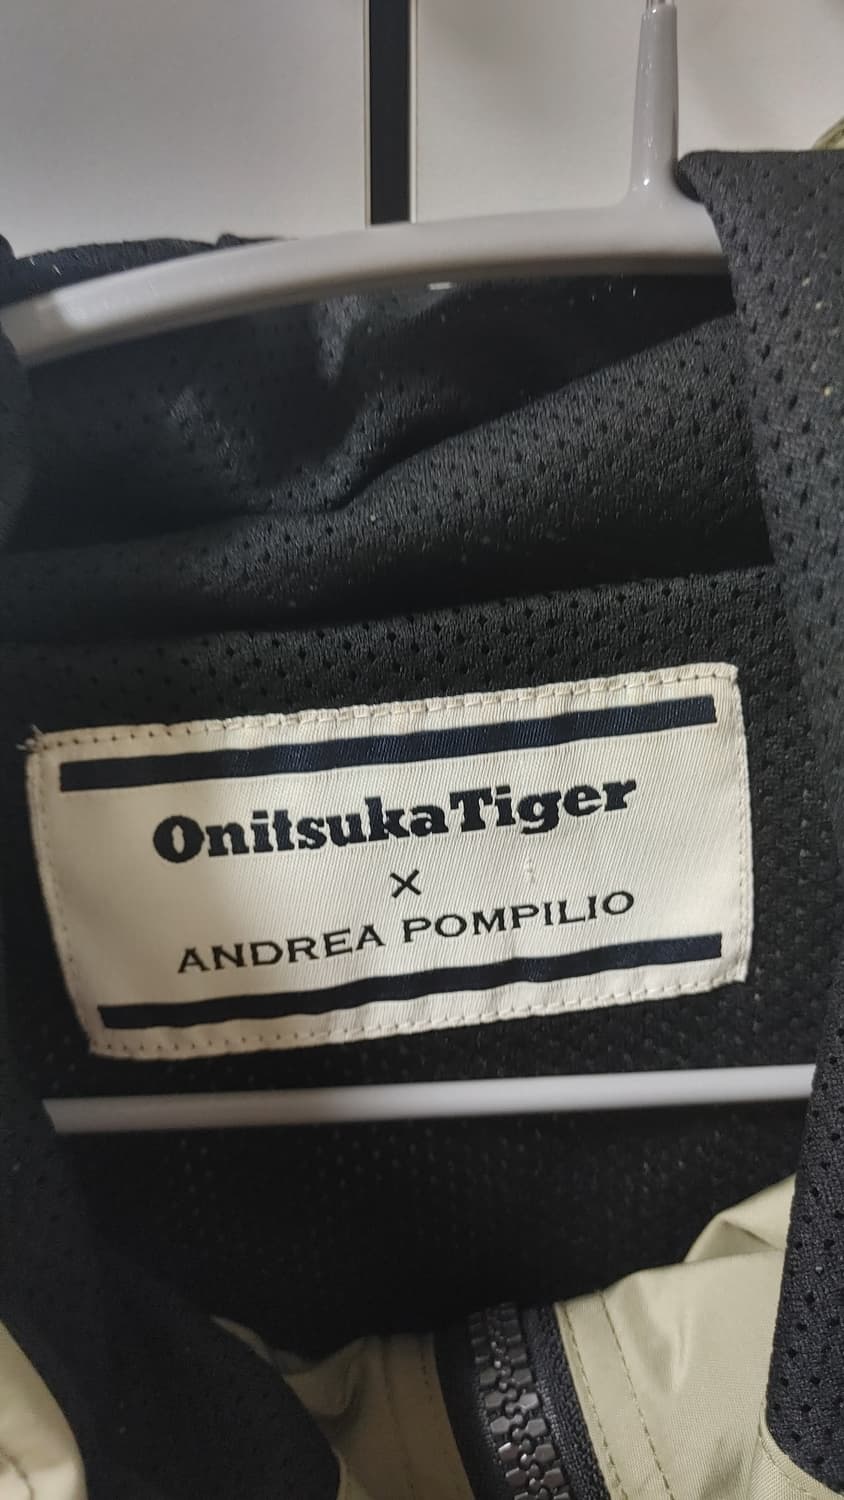 OnitsukaTiger
×
ANDREA POMPILIO